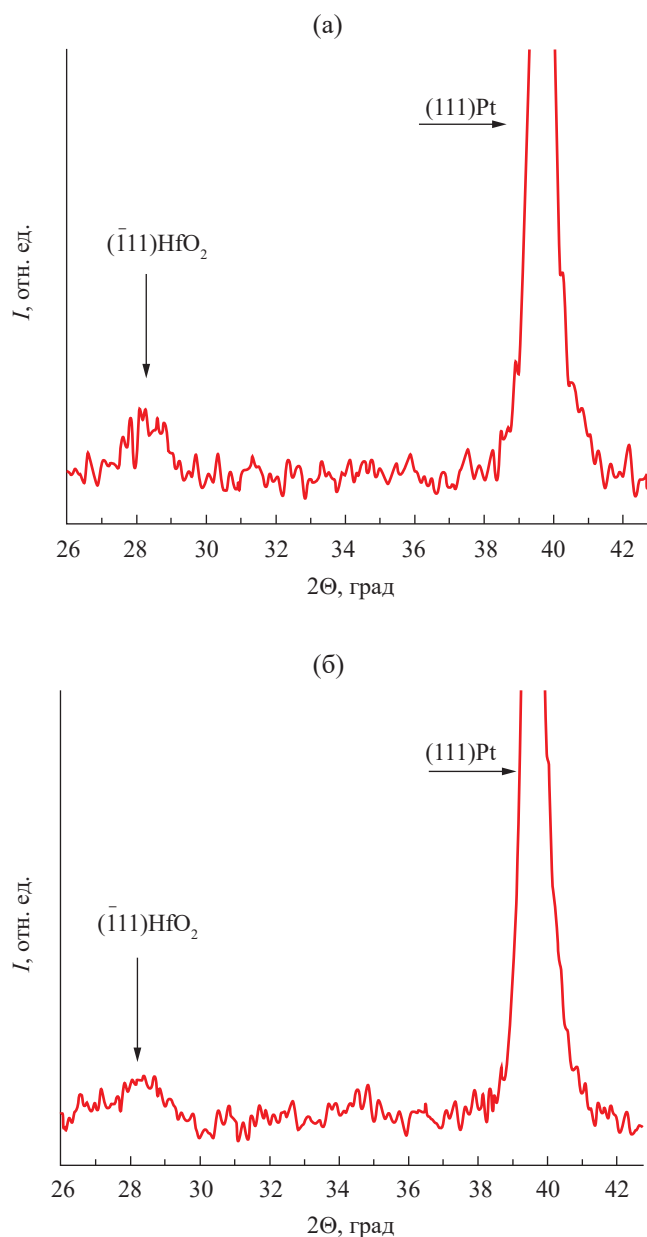 (а)
(111)Pt
(1̄11)HfO₂
I, отн. ед.
26 28 30 32 34 36 38 40 42
2Θ, град
(б)
(111)Pt
(1̄11)HfO₂
I, отн. ед.
26 28 30 32 34 36 38 40 42
2Θ, град